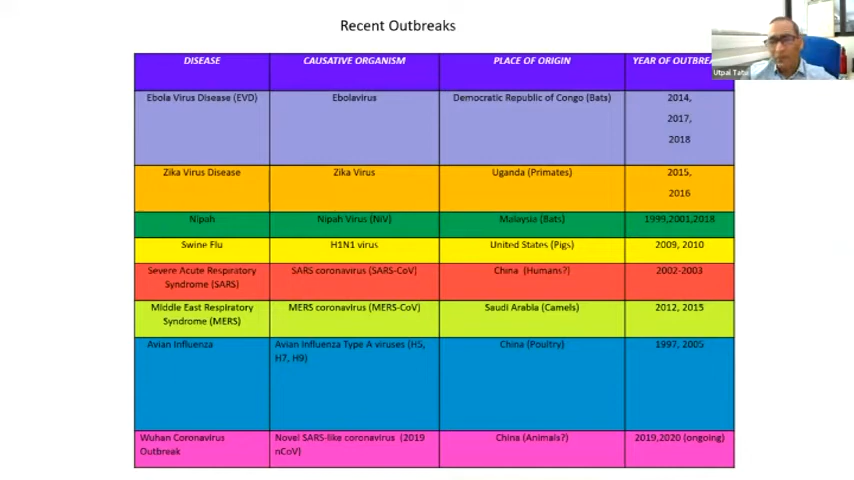 Recent Outbreaks
DISEASE CAUSATIVE ORGANISM PLACE OF ORIGIN YEAR OF
Ebola Virus Disease (EVD) Ebolavirus Democratic Republic of Congo (Bats) 2014,
2017,
2018
Zika Virus Disease Zika Virus Uganda (Primates) 2015,
2016
Nipah Nipah Virus (NiV) Malaysia (Bats) 1999,2001,2018
Swine Flu H1N1 virus United States (Pigs) 2009, 2010
Severe Acute Respiratory SARS coronavirus (SARS-CoV) China (Humans?) 2002-2003
Syndrome (SARS)
Middle East Respiratory MERS coronavirus (MERS-CoV) Saudi Arabia (Camels) 2012, 2015
Syndrome (MERS)
Avian Influenza Avian Influenza Type A viruses (H5, China (Poultry) 1997, 2005
H7, H9)
Wuhan Coronavirus Novel SARS-like coronavirus (2019 China (Animals?) 2019,2020 (ongoing)
Outbreak nCoV)
Utpal